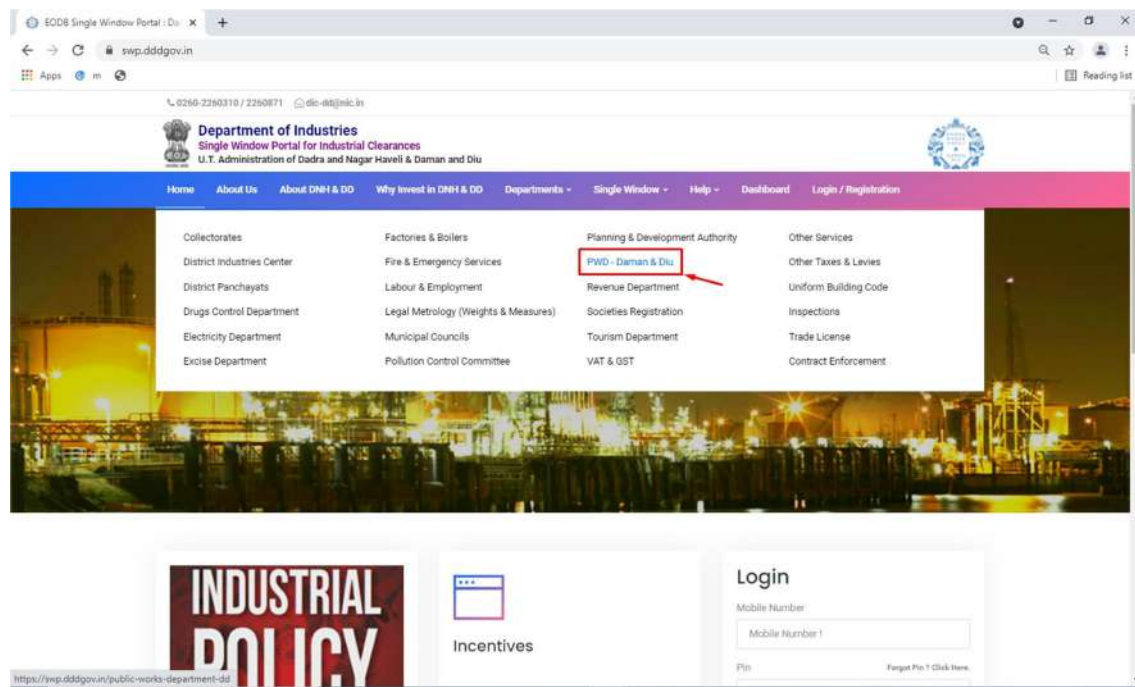 EODB Single Window Portal : Da
swp.dddgov.in
Apps m Reading list
0260-2260310 / 2260871 dic-dd@nic.in
Department of Industries
Single Window Portal for Industrial Clearances
U.T. Administration of Dadra and Nagar Haveli & Daman and Diu
Home About Us About DNH & DD Why Invest in DNH & DD Departments Single Window Help Dashboard Login / Registration
Collectorates Factories & Boilers Planning & Development Authority Other Services
District Industries Center Fire & Emergency Services PWD - Daman & Diu Other Taxes & Levies
District Panchayats Labour & Employment Revenue Department Uniform Building Code
Drugs Control Department Legal Metrology (Weights & Measures) Societies Registration Inspections
Electricity Department Municipal Councils Tourism Department Trade License
Excise Department Pollution Control Committee VAT & GST Contract Enforcement
INDUSTRIAL
POLICY
Incentives
Login
Mobile Number
Mobile Number !
Pin Forgot Pin ? Click Here.
https://swp.dddgov.in/public-works-department-dd